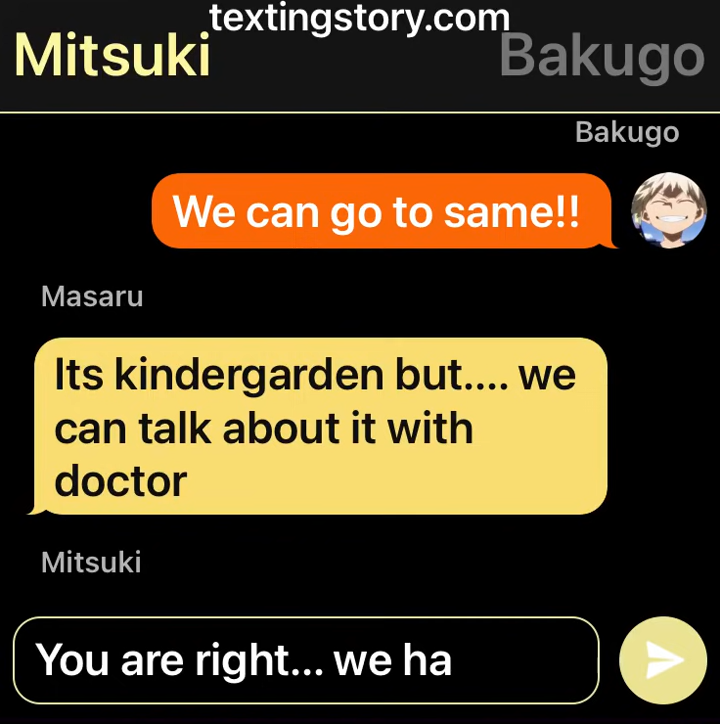 textingstory.com
Mitsuki Bakugo
Bakugo
We can go to same!!
Masaru
Its kindergarden but.... we
can talk about it with
doctor
Mitsuki
You are right... we ha